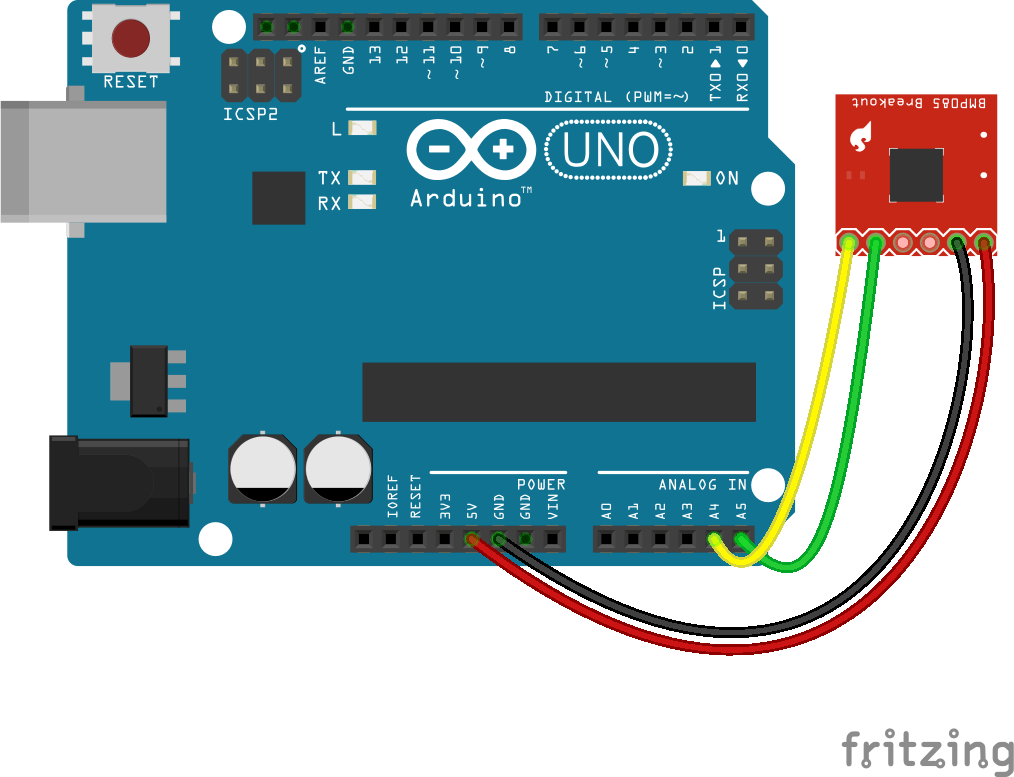 RESET
ICSP2
AREF
GND
13
12
~11
~10
~9
8
7
~6
~5
4
~3
2
TX0▶1
RX0◀0
DIGITAL (PWM=~)
L
TX
RX
Arduino™
UNO
ON
1
ICSP
BMP085 Breakout
IOREF
RESET
3V3
5V
GND
GND
VIN
POWER
A0
A1
A2
A3
A4
A5
ANALOG IN
fritzing